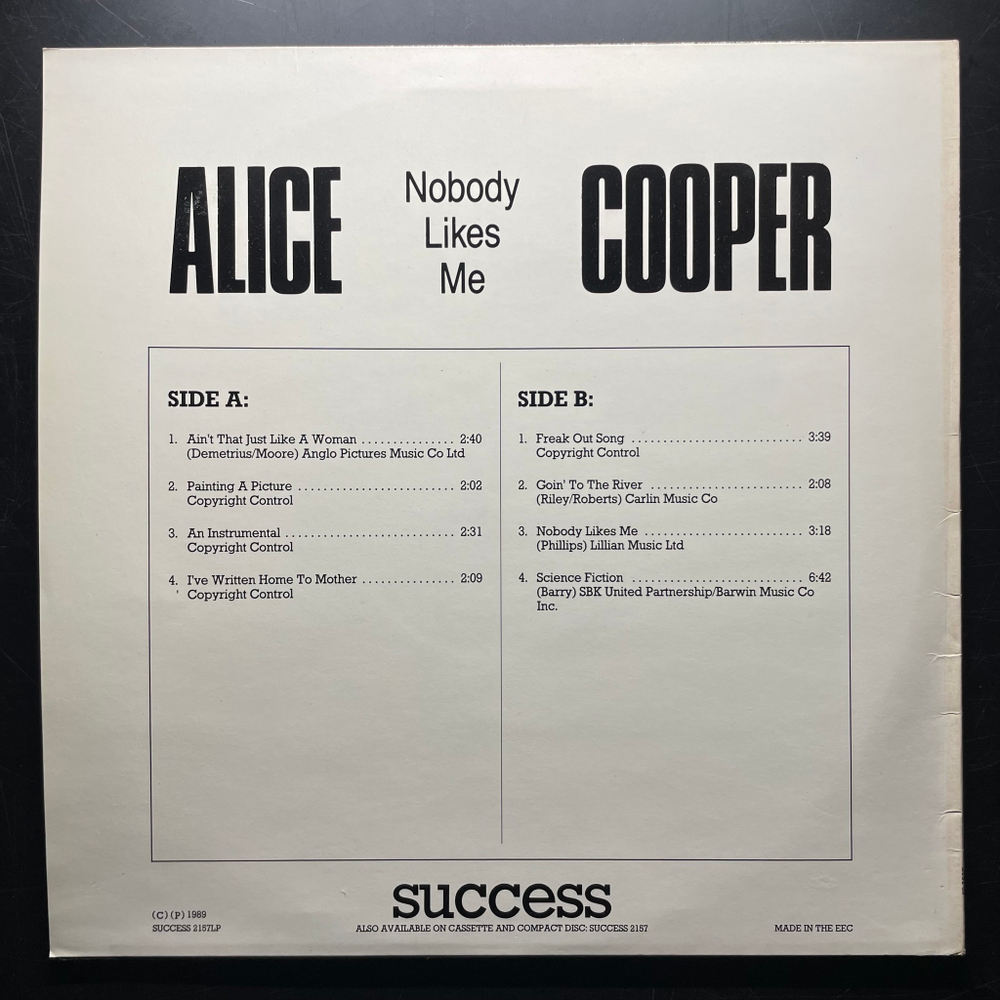 ALICE Nobody Likes Me COOPER
SIDE A:
1. Ain't That Just Like A Woman ............... 2:40
(Demetrius/Moore) Anglo Pictures Music Co Ltd
2. Painting A Picture ......................... 2:02
Copyright Control
3. An Instrumental ........................... 2:31
Copyright Control
4. I've Written Home To Mother ............... 2:09
Copyright Control
SIDE B:
1. Freak Out Song ........................... 3:39
Copyright Control
2. Goin' To The River ........................ 2:08
(Riley/Roberts) Carlin Music Co
3. Nobody Likes Me ......................... 3:18
(Phillips) Lillian Music Ltd
4. Science Fiction ........................... 6:42
(Barry) SBK United Partnership/Barwin Music Co
Inc.
success
(C) (P) 1989
SUCCESS 2157LP
ALSO AVAILABLE ON CASSETTE AND COMPACT DISC: SUCCESS 2157
MADE IN THE EEC